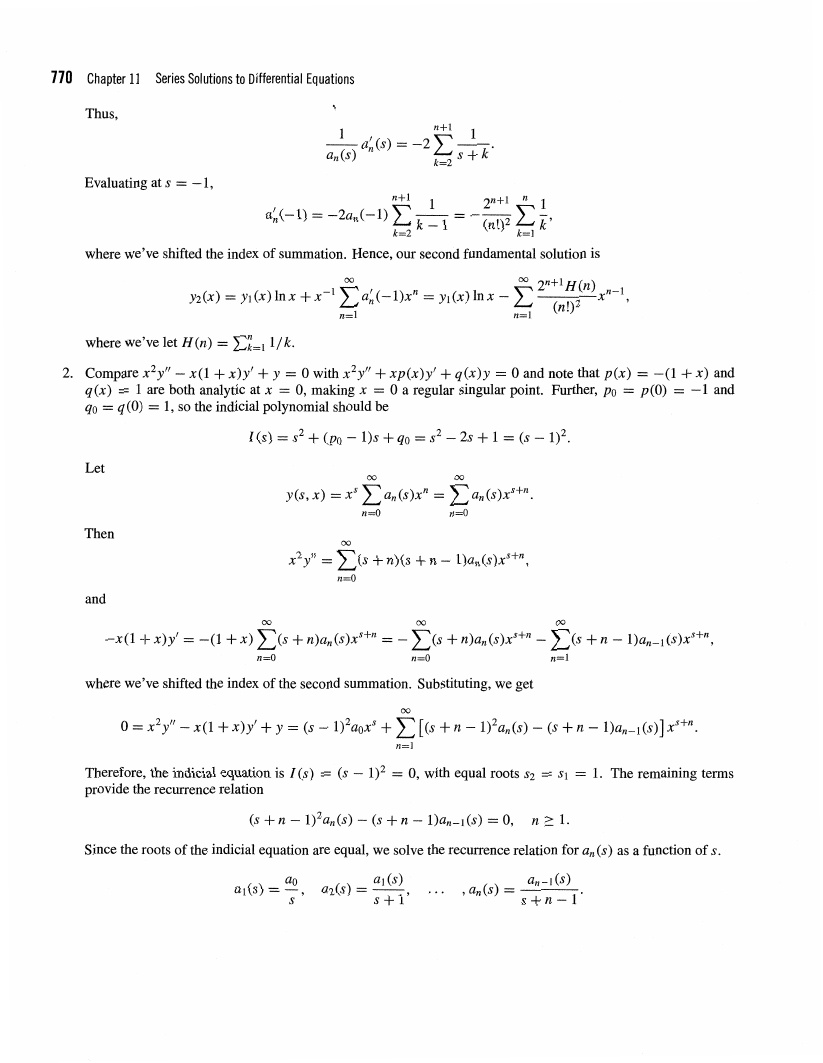 770 Chapter 11 Series Solutions to Differential Equations
Thus,
\frac{1}{a_n(s)} a'_n(s) = -2 \sum_{k=2}^{n+1} \frac{1}{s+k}.
Evaluating at s = −1,
a'_n(-1) = -2a_n(-1) \sum_{k=2}^{n+1} \frac{1}{k-1} = -\frac{2^{n+1}}{(n!)^2} \sum_{k=1}^{n} \frac{1}{k},
where we've shifted the index of summation. Hence, our second fundamental solution is
y_2(x) = y_1(x) \ln x + x^{-1} \sum_{n=1}^{\infty} a'_n(-1)x^n = y_1(x) \ln x - \sum_{n=1}^{\infty} \frac{2^{n+1}H(n)}{(n!)^2} x^{n-1},
where we've let H(n) = \sum_{k=1}^{n} 1/k.
2. Compare x^2y'' − x(1 + x)y' + y = 0 with x^2y'' + xp(x)y' + q(x)y = 0 and note that p(x) = −(1 + x) and
q(x) = 1 are both analytic at x = 0, making x = 0 a regular singular point. Further, p_0 = p(0) = −1 and
q_0 = q(0) = 1, so the indicial polynomial should be
I(s) = s^2 + (p_0 − 1)s + q_0 = s^2 − 2s + 1 = (s − 1)^2.
Let
y(s, x) = x^s \sum_{n=0}^{\infty} a_n(s)x^n = \sum_{n=0}^{\infty} a_n(s)x^{s+n}.
Then
x^2y'' = \sum_{n=0}^{\infty} (s + n)(s + n − 1)a_n(s)x^{s+n},
and
−x(1 + x)y' = −(1 + x) \sum_{n=0}^{\infty} (s + n)a_n(s)x^{s+n} = − \sum_{n=0}^{\infty} (s + n)a_n(s)x^{s+n} − \sum_{n=1}^{\infty} (s + n − 1)a_{n-1}(s)x^{s+n},
where we've shifted the index of the second summation. Substituting, we get
0 = x^2y'' − x(1 + x)y' + y = (s − 1)^2a_0x^s + \sum_{n=1}^{\infty} [(s + n − 1)^2a_n(s) − (s + n − 1)a_{n-1}(s)] x^{s+n}.
Therefore, the indicial equation is I(s) = (s − 1)^2 = 0, with equal roots s_2 = s_1 = 1. The remaining terms
provide the recurrence relation
(s + n − 1)^2a_n(s) − (s + n − 1)a_{n-1}(s) = 0, n ≥ 1.
Since the roots of the indicial equation are equal, we solve the recurrence relation for a_n(s) as a function of s.
a_1(s) = \frac{a_0}{s}, a_2(s) = \frac{a_1(s)}{s+1}, ... , a_n(s) = \frac{a_{n-1}(s)}{s+n-1}.